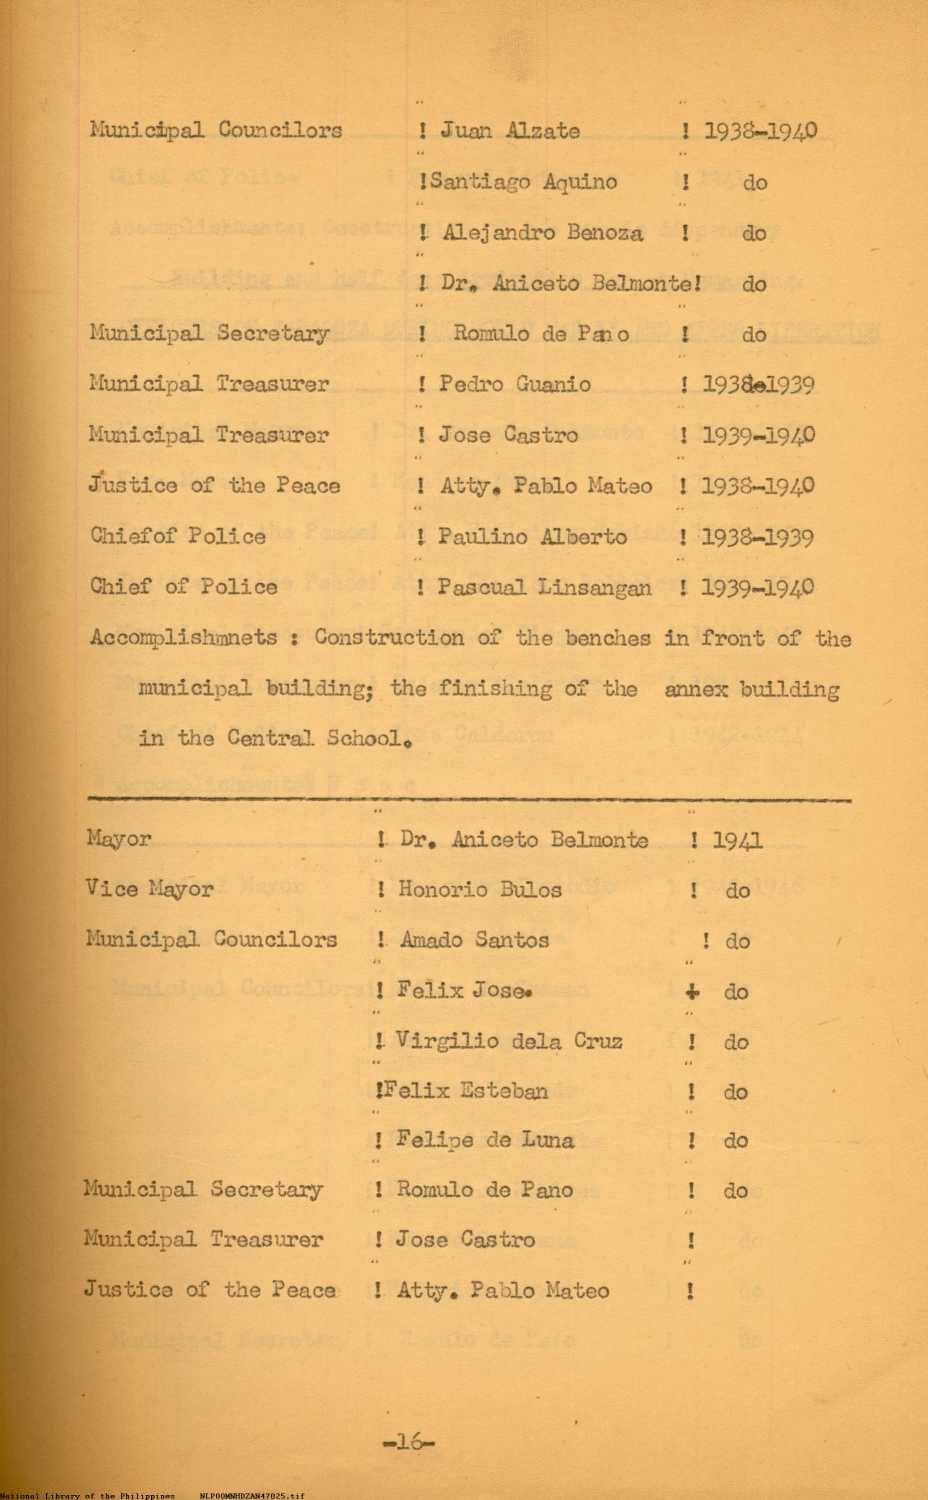 Municipal Councilors ! Juan Alzate ! 1938-1940
!Santiago Aquino ! do
! Alejandro Benoza ! do
! Dr. Aniceto Belmonte! do
Municipal Secretary ! Romulo de Pano ! do
Municipal Treasurer ! Pedro Guanio ! 1938-1939
Municipal Treasurer ! Jose Castro ! 1939-1940
Justice of the Peace ! Atty. Pablo Mateo ! 1938-1940
Chiefof Police ! Paulino Alberto ! 1938-1939
Chief of Police ! Pascual Linsangan ! 1939-1940
Accomplishmnets : Construction of the benches in front of the
municipal building; the finishing of the annex building
in the Central School.
Mayor ! Dr. Aniceto Belmonte ! 1941
Vice Mayor ! Honorio Bulos ! do
Municipal Councilors ! Amado Santos ! do
! Felix Jose. ! do
! Virgilio dela Cruz ! do
!Felix Esteban ! do
! Felipe de Luna ! do
Municipal Secretary ! Romulo de Pano ! do
Municipal Treasurer ! Jose Castro !
Justice of the Peace ! Atty. Pablo Mateo !
-16-
National Library of the Philippines NLP00MNHDZAN47025.tif